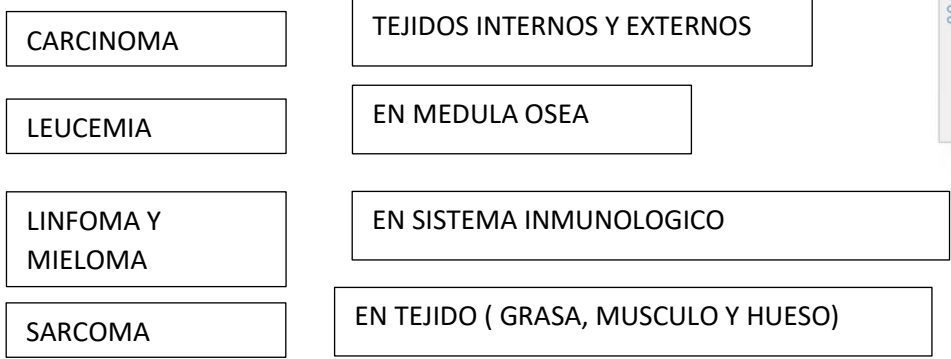 CARCINOMA
TEJIDOS INTERNOS Y EXTERNOS
LEUCEMIA
EN MEDULA OSEA
LINFOMA Y
MIELOMA
EN SISTEMA INMUNOLOGICO
SARCOMA
EN TEJIDO ( GRASA, MUSCULO Y HUESO)